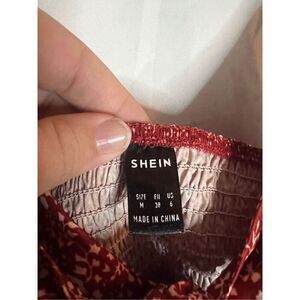 SHEIN
SIZE EU US
M 38 6
MADE IN CHINA